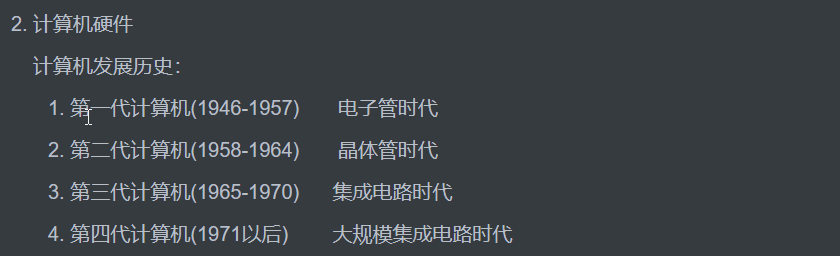 2. 计算机硬件
计算机发展历史：
1. 第一代计算机(1946-1957) 电子管时代
2. 第二代计算机(1958-1964) 晶体管时代
3. 第三代计算机(1965-1970) 集成电路时代
4. 第四代计算机(1971以后) 大规模集成电路时代